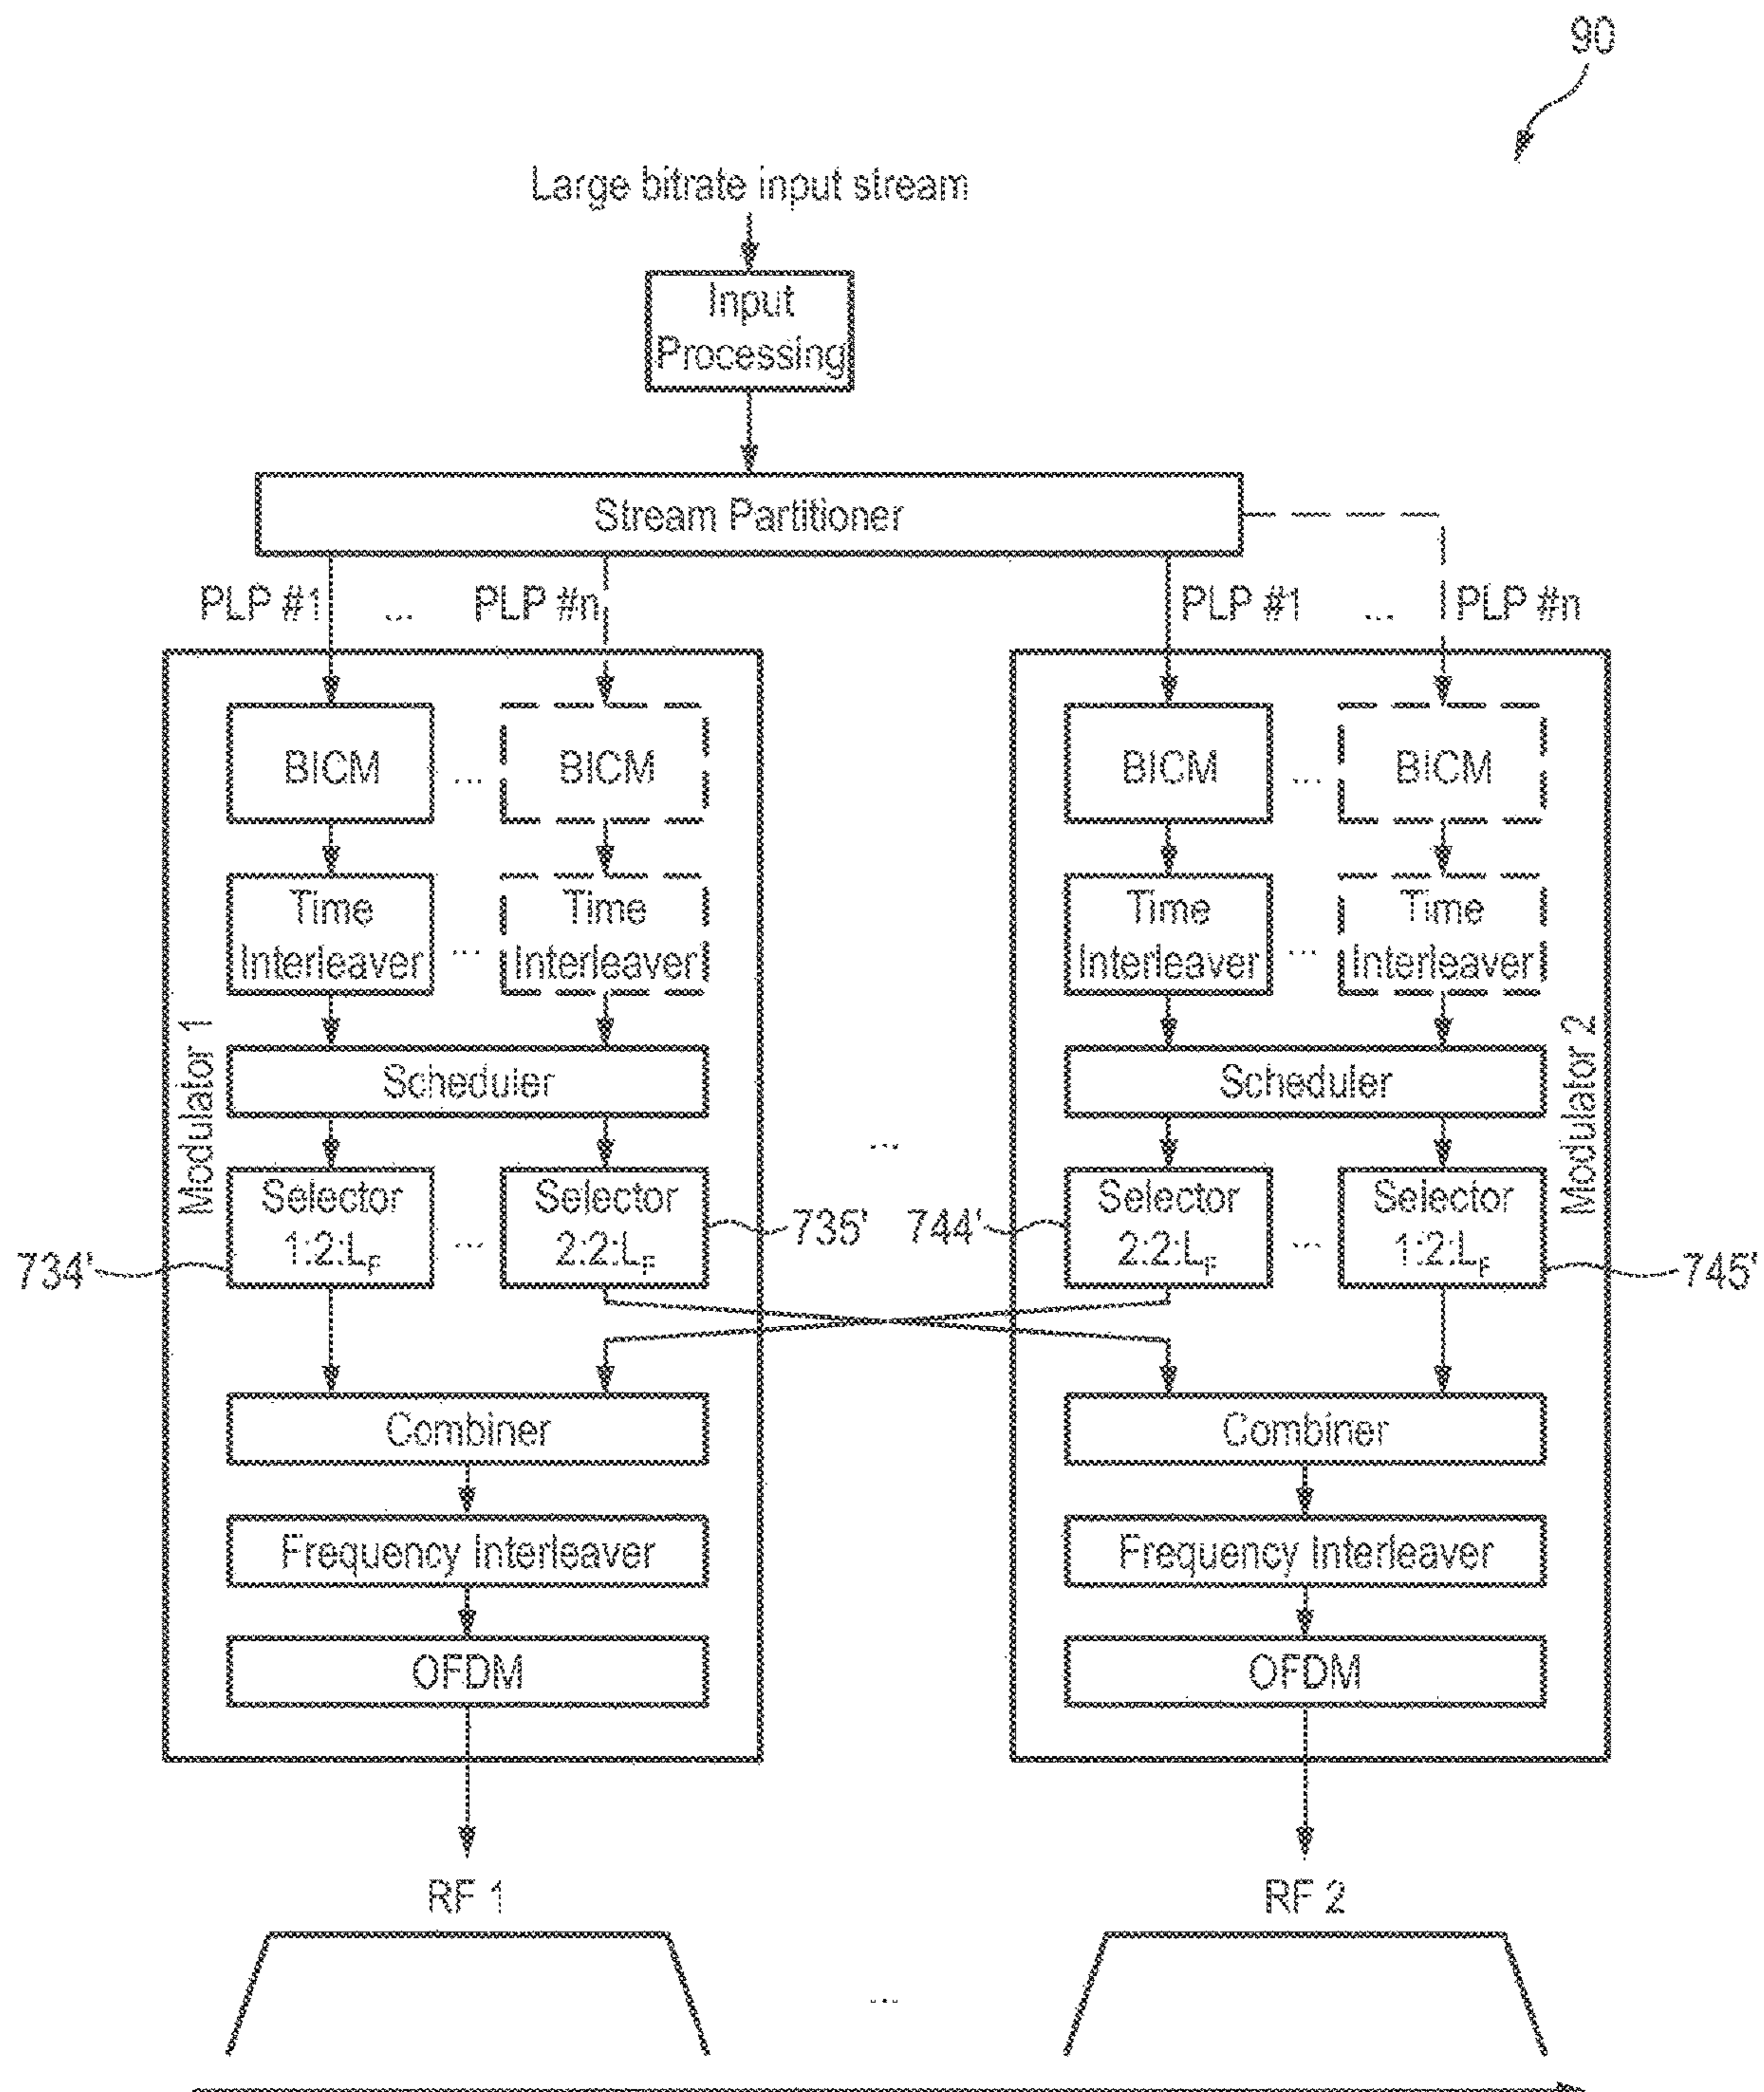 90
Large bitrate input stream
Input
Processing
Stream Partitioner
PLP #1 ... PLP #n PLP #1 ... PLP #n
BICM ... BICM BICM ... BICM
Time Time Time Time
Interleaver ... Interleaver Interleaver ... Interleaver
Modulator 1
Modulator 2
Scheduler Scheduler
...
Selector Selector Selector Selector
1:2:LF ... 2:2:LF 2:2:LF ... 1:2:LF
734' 735' 744' 745'
Combiner Combiner
Frequency Interleaver Frequency Interleaver
OFDM OFDM
RF 1 RF 2
...